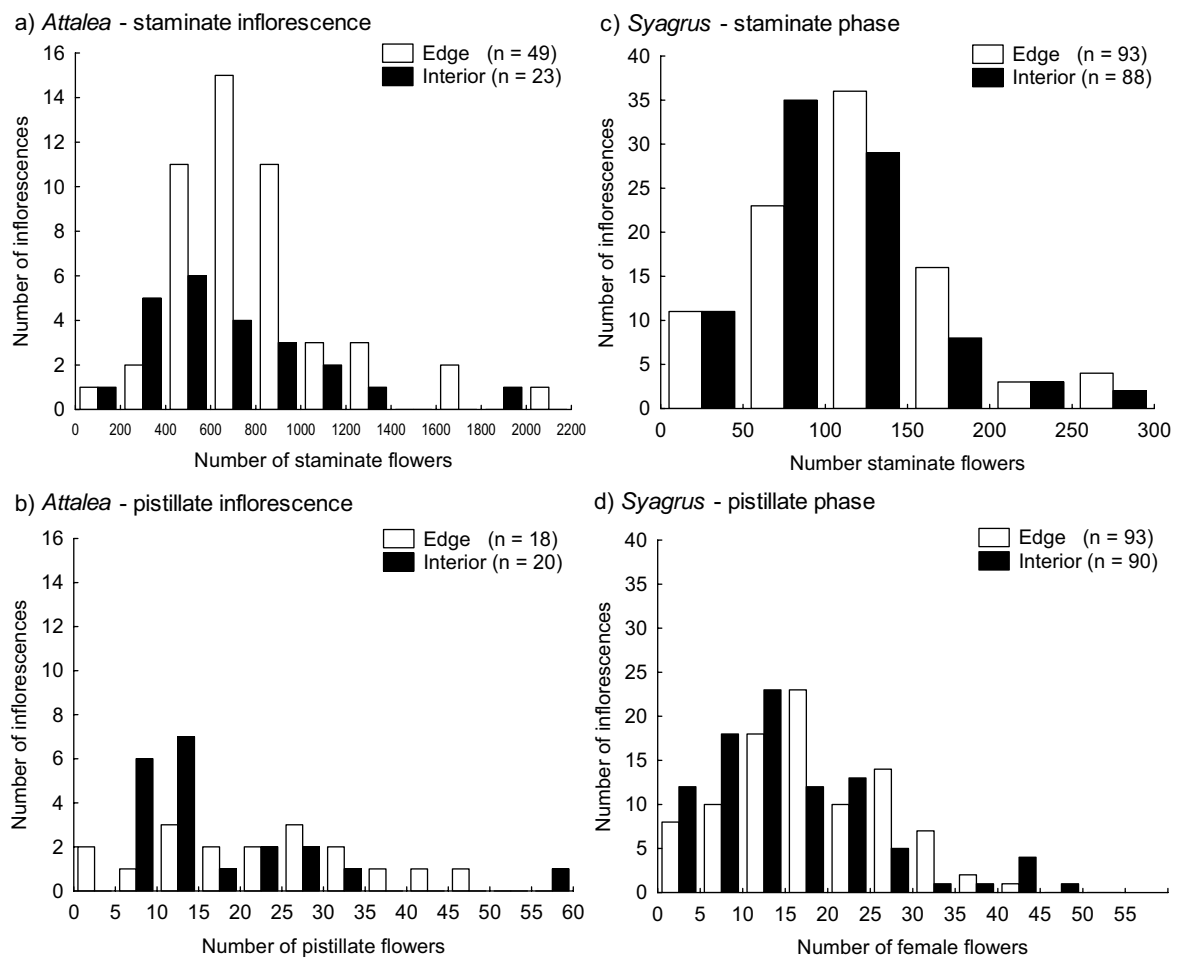 a) Attalea - staminate inflorescence
Edge (n = 49)
Interior (n = 23)
Number of inflorescences
16
14
12
10
8
6
4
2
0
0 200 400 600 800 1000 1200 1400 1600 1800 2000 2200
Number of staminate flowers
c) Syagrus - staminate phase
Edge (n = 93)
Interior (n = 88)
Number of inflorescences
40
35
30
25
20
15
10
5
0
0 50 100 150 200 250 300
Number staminate flowers
b) Attalea - pistillate inflorescence
Edge (n = 18)
Interior (n = 20)
Number of inflorescences
16
14
12
10
8
6
4
2
0
0 5 10 15 20 25 30 35 40 45 50 55 60
Number of pistillate flowers
d) Syagrus - pistillate phase
Edge (n = 93)
Interior (n = 90)
Number of inflorescences
40
30
20
10
5
0
0 5 10 15 20 25 30 35 40 45 55
Number of female flowers